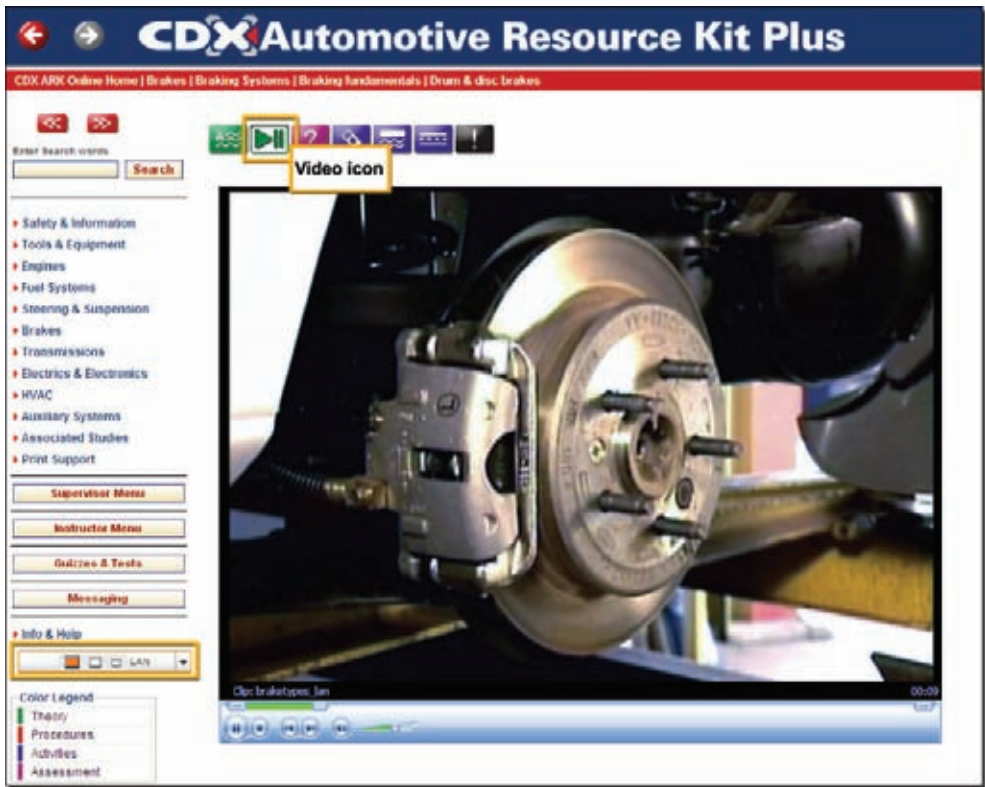 CDX Automotive Resource Kit Plus
CDX ARK Online Home | Brakes | Braking Systems | Braking fundamentals | Drum & disc brakes
Enter Search words
Search
Video icon
Safety & Information
Tools & Equipment
Engines
Fuel Systems
Steering & Suspension
Brakes
Transmissions
Electrics & Electronics
HVAC
Auxiliary Systems
Associated Studies
Print Support
Supervisor Menu
Instructor Menu
Quizzes & Tests
Messaging
Info & Help
LAN
Color Legend
Theory
Procedures
Activities
Assessment
Clip: braketypes_lan
00:00